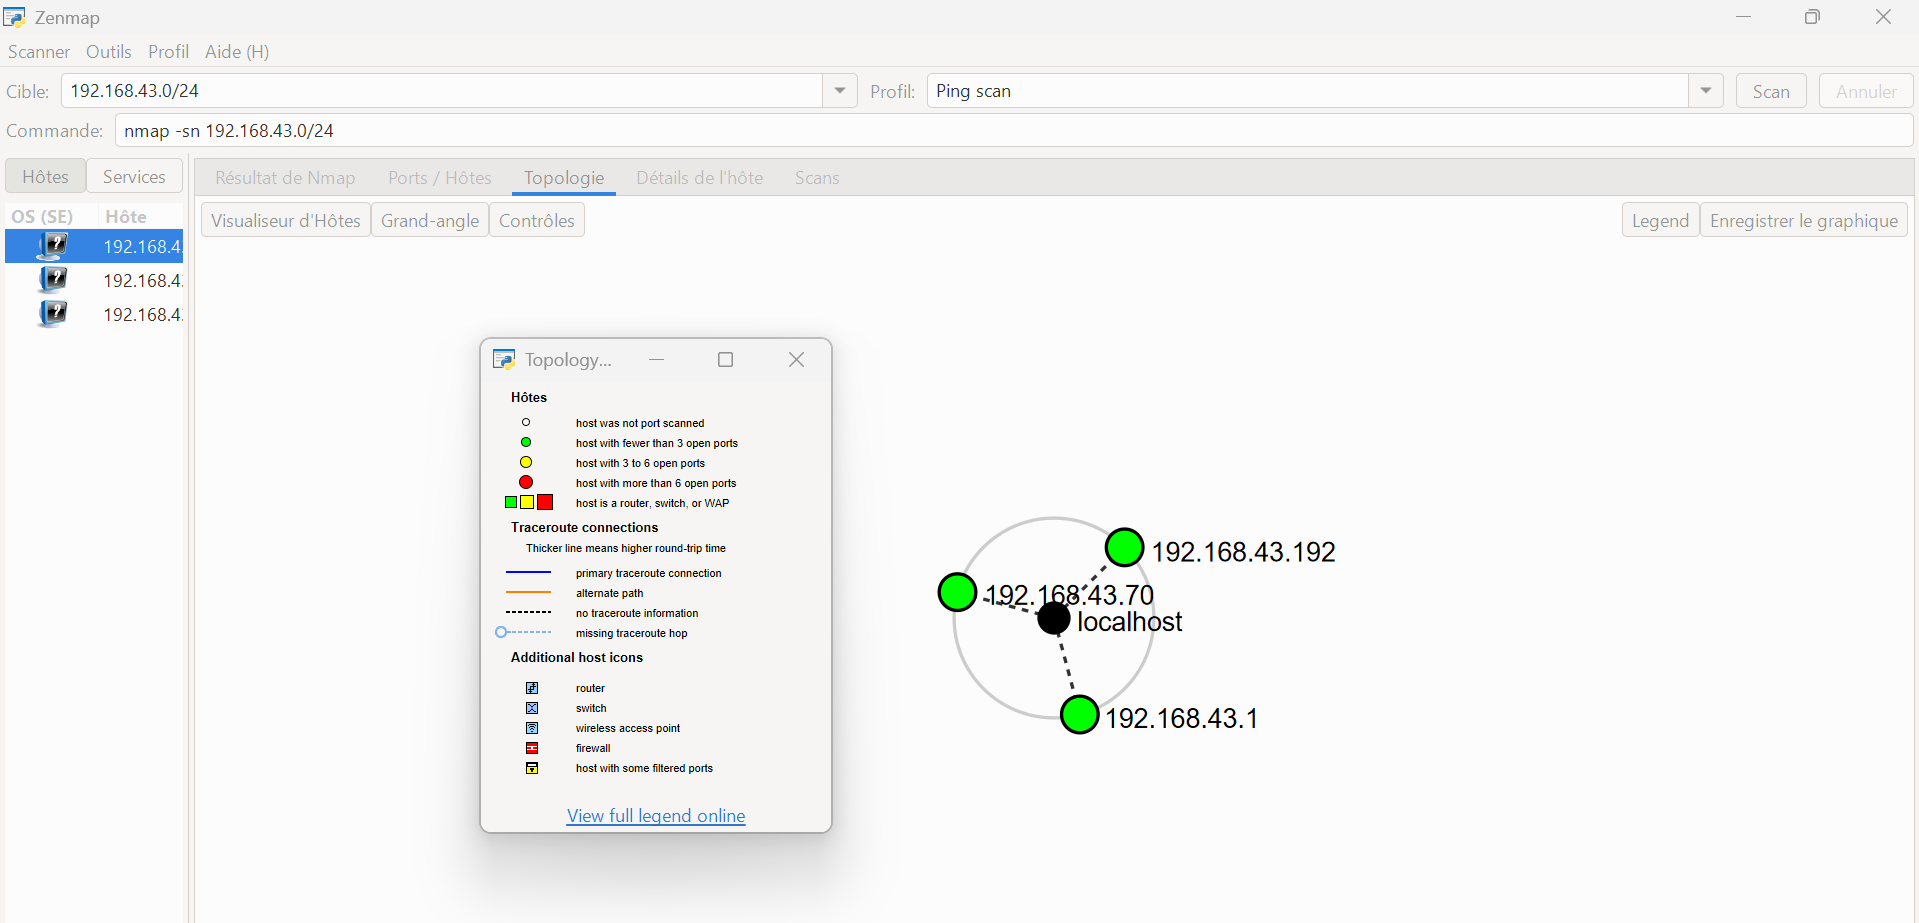 Zenmap
Scanner Outils Profil Aide (H)
Cible: 192.168.43.0/24 Profil: Ping scan Scan Annuler
Commande: nmap -sn 192.168.43.0/24
Hôtes Services Résultat de Nmap Ports / Hôtes Topologie Détails de l'hôte Scans
OS (SE) Hôte
192.168.4
192.168.4
192.168.4
Visualiseur d'Hôtes Grand-angle Contrôles Legend Enregistrer le graphique
Topology...
Hôtes
host was not port scanned
host with fewer than 3 open ports
host with 3 to 6 open ports
host with more than 6 open ports
host is a router, switch, or WAP
Traceroute connections
Thicker line means higher round-trip time
primary traceroute connection
alternate path
no traceroute information
missing traceroute hop
Additional host icons
router
switch
wireless access point
firewall
host with some filtered ports
View full legend online
192.168.43.192
192.168.43.70
localhost
192.168.43.1